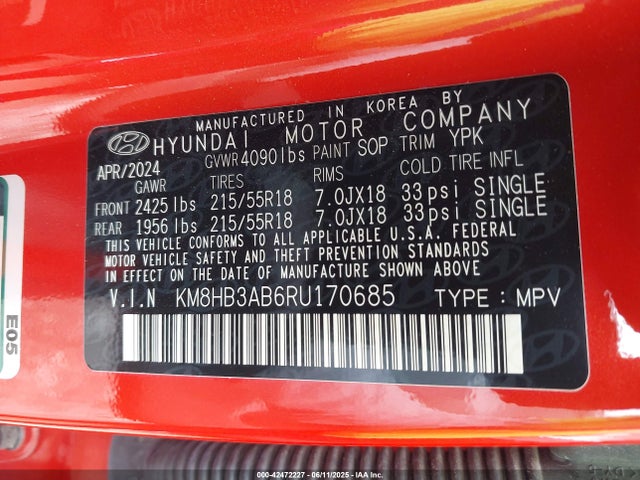 MANUFACTURED IN KOREA BY
HYUNDAI MOTOR COMPANY
APR/2024 GVWR 4090lbs PAINT SOP TRIM YPK
GAWR TIRES RIMS COLD TIRE INFL
FRONT 2425 lbs 215/55R18 7.0JX18 33psi SINGLE
REAR 1956 lbs 215/55R18 7.0JX18 33psi SINGLE
THIS VEHICLE CONFORMS TO ALL APPLICABLE U.S.A. FEDERAL
MOTOR VEHICLE SAFETY, BUMPER, AND THEFT PREVENTION STANDARDS
IN EFFECT ON THE DATE OF MANUFACTURE SHOWN ABOVE.
V.I.N KM8HB3AB6RU170685 TYPE : MPV
E05
000-42472227 - 06/11/2025 - IAA, Inc.